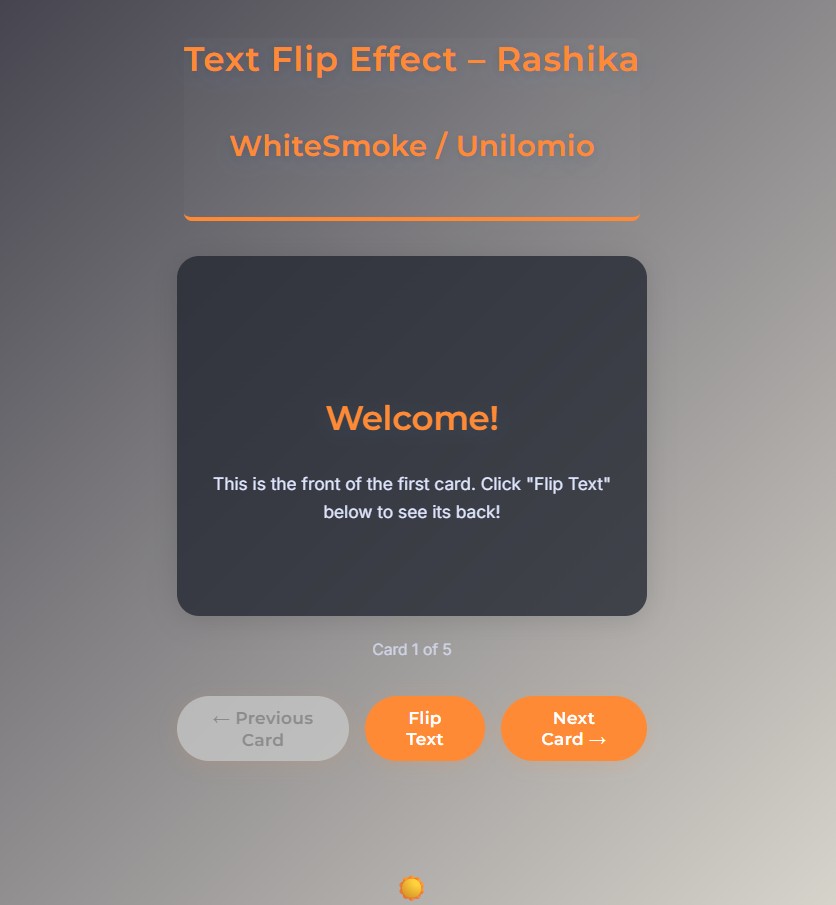 Text Flip Effect – Rashika
WhiteSmoke / Unilomio
Welcome!
This is the front of the first card. Click "Flip Text"
below to see its back!
Card 1 of 5
← Previous
Card
Flip
Text
Next
Card →